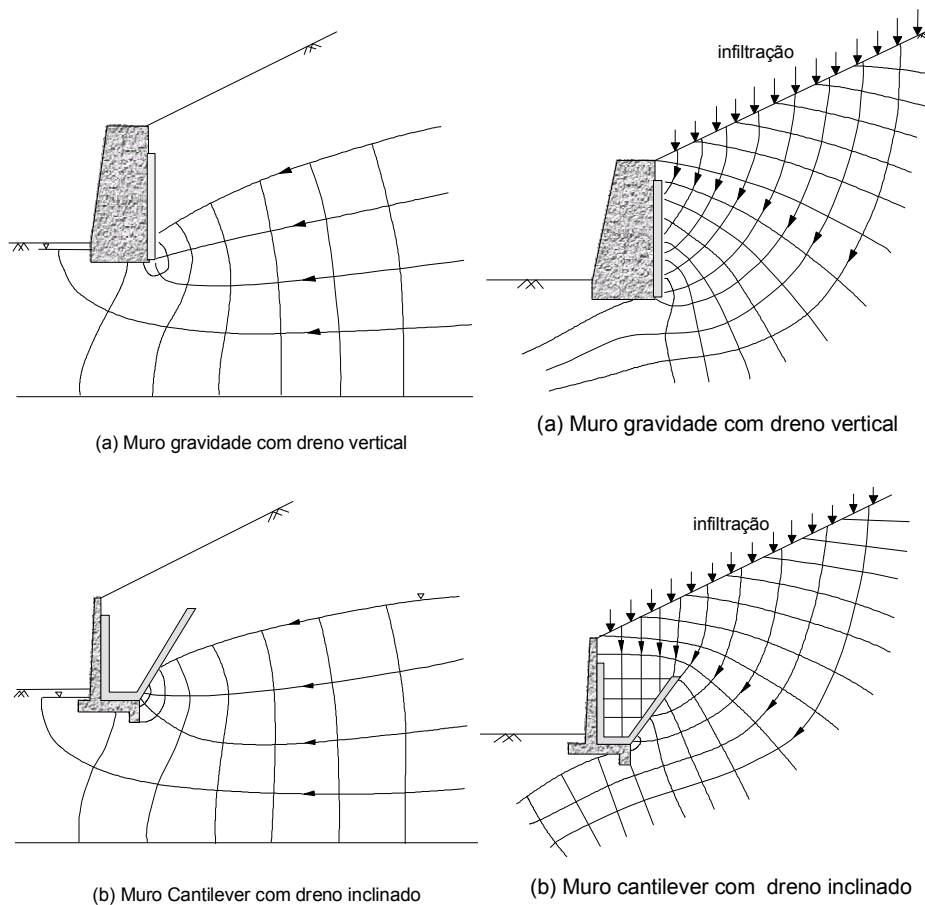 infiltração
(a) Muro gravidade com dreno vertical
(a) Muro gravidade com dreno vertical
infiltração
(b) Muro Cantilever com dreno inclinado
(b) Muro cantilever com dreno inclinado